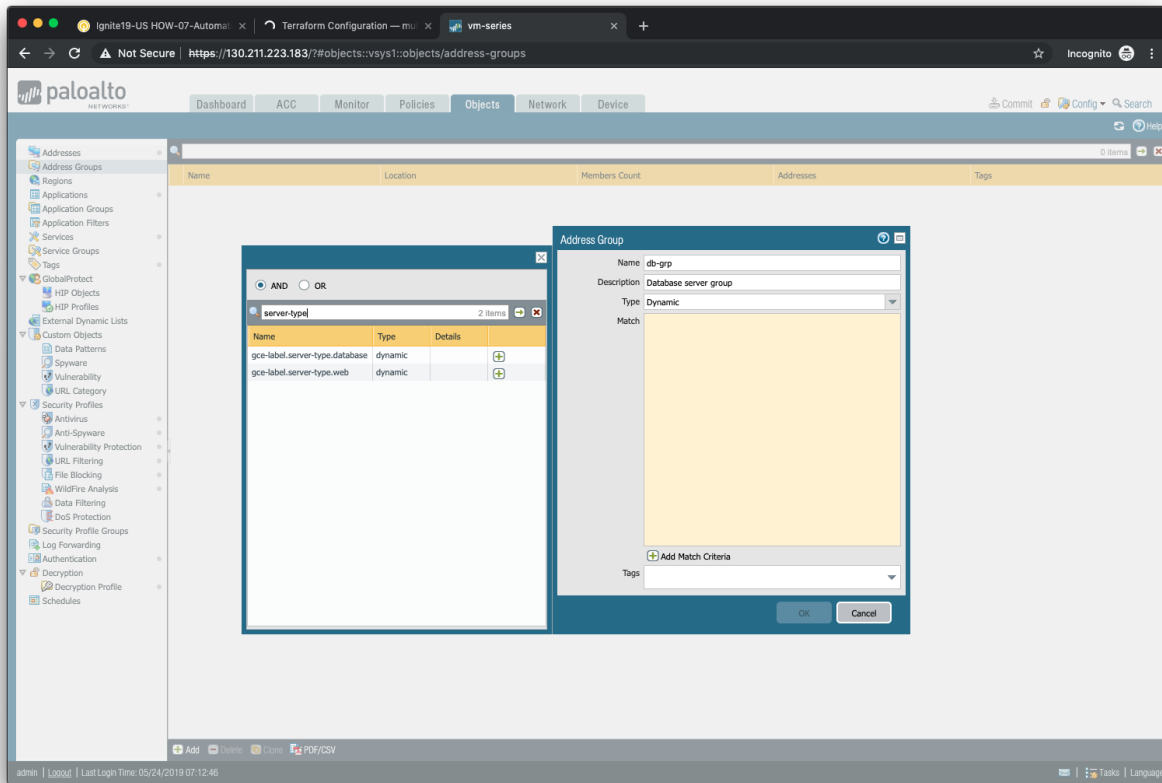 Ignite19-US HOW-07-Automat
Terraform Configuration — mul
vm-series
Not Secure | https://130.211.223.183/?#objects::vsys1::objects/address-groups
Incognito
paloalto
NETWORKS
Dashboard
ACC
Monitor
Policies
Objects
Network
Device
Commit
Config
Search
Help
Addresses
Address Groups
Regions
Applications
Application Groups
Application Filters
Services
Service Groups
Tags
GlobalProtect
HIP Objects
HIP Profiles
External Dynamic Lists
Custom Objects
Data Patterns
Spyware
Vulnerability
URL Category
Security Profiles
Antivirus
Anti-Spyware
Vulnerability Protection
URL Filtering
File Blocking
WildFire Analysis
Data Filtering
DoS Protection
Security Profile Groups
Log Forwarding
Authentication
Decryption
Decryption Profile
Schedules
0 items
Name Location Members Count Addresses Tags
AND OR
server-type 2 items
Name Type Details
gce-label.server-type.database dynamic
gce-label.server-type.web dynamic
Address Group
Name db-grp
Description Database server group
Type Dynamic
Match
Add Match Criteria
Tags
OK Cancel
Add Delete Clone PDF/CSV
admin | Logout | Last Login Time: 05/24/2019 07:12:46
Tasks | Language